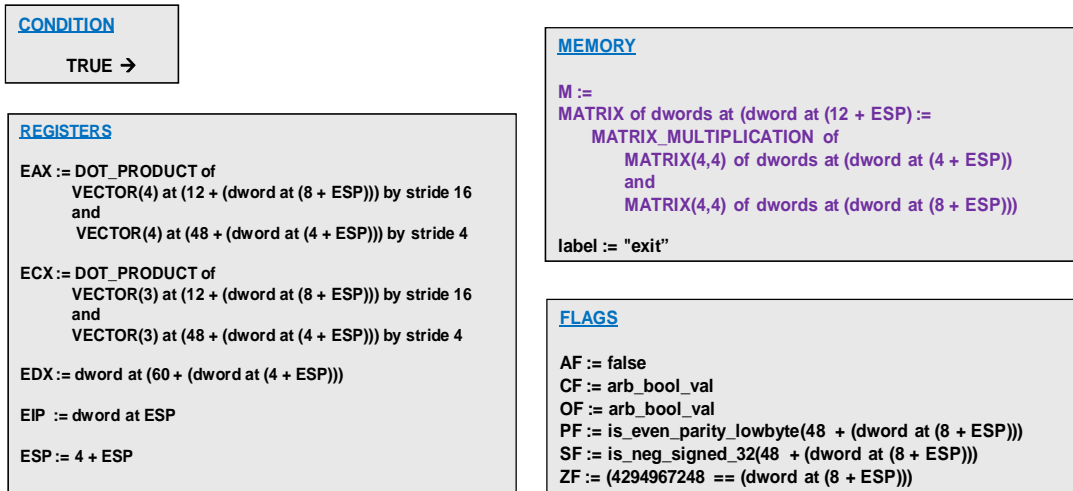 CONDITION
TRUE →
REGISTERS
EAX := DOT_PRODUCT of
VECTOR(4) at (12 + (dword at (8 + ESP))) by stride 16
and
VECTOR(4) at (48 + (dword at (4 + ESP))) by stride 4
ECX := DOT_PRODUCT of
VECTOR(3) at (12 + (dword at (8 + ESP))) by stride 16
and
VECTOR(3) at (48 + (dword at (4 + ESP))) by stride 4
EDX := dword at (60 + (dword at (4 + ESP)))
EIP := dword at ESP
ESP := 4 + ESP
MEMORY
M :=
MATRIX of dwords at (dword at (12 + ESP) :=
MATRIX_MULTIPLICATION of
MATRIX(4,4) of dwords at (dword at (4 + ESP))
and
MATRIX(4,4) of dwords at (dword at (8 + ESP)))
label := "exit”
FLAGS
AF := false
CF := arb_bool_val
OF := arb_bool_val
PF := is_even_parity_lowbyte(48 + (dword at (8 + ESP)))
SF := is_neg_signed_32(48 + (dword at (8 + ESP)))
ZF := (4294967248 == (dword at (8 + ESP)))